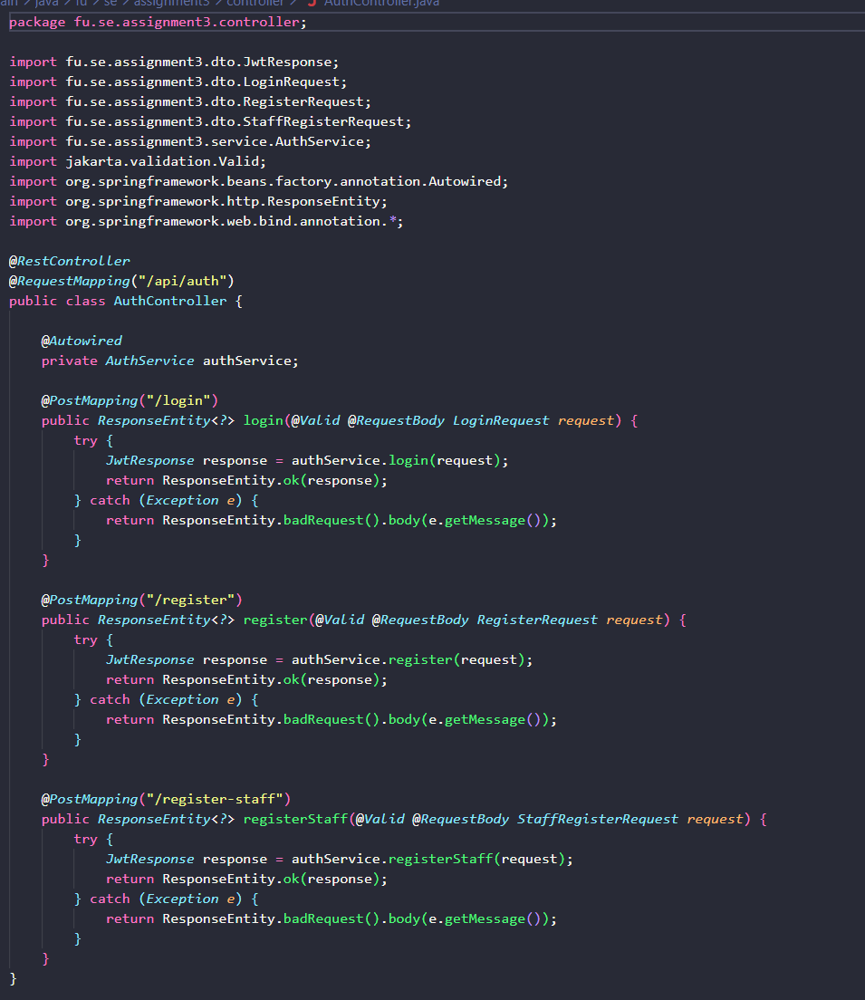 ain > java > fu > se > assignment3 > controller > AuthController.java
package fu.se.assignment3.controller;
import fu.se.assignment3.dto.JwtResponse;
import fu.se.assignment3.dto.LoginRequest;
import fu.se.assignment3.dto.RegisterRequest;
import fu.se.assignment3.dto.StaffRegisterRequest;
import fu.se.assignment3.service.AuthService;
import jakarta.validation.Valid;
import org.springframework.beans.factory.annotation.Autowired;
import org.springframework.http.ResponseEntity;
import org.springframework.web.bind.annotation.*;
@RestController
@RequestMapping("/api/auth")
public class AuthController {
    @Autowired
    private AuthService authService;
    @PostMapping("/login")
    public ResponseEntity<?> login(@Valid @RequestBody LoginRequest request) {
        try {
            JwtResponse response = authService.login(request);
            return ResponseEntity.ok(response);
        } catch (Exception e) {
            return ResponseEntity.badRequest().body(e.getMessage());
        }
    }
    @PostMapping("/register")
    public ResponseEntity<?> register(@Valid @RequestBody RegisterRequest request) {
        try {
            JwtResponse response = authService.register(request);
            return ResponseEntity.ok(response);
        } catch (Exception e) {
            return ResponseEntity.badRequest().body(e.getMessage());
        }
    }
    @PostMapping("/register-staff")
    public ResponseEntity<?> registerStaff(@Valid @RequestBody StaffRegisterRequest request) {
        try {
            JwtResponse response = authService.registerStaff(request);
            return ResponseEntity.ok(response);
        } catch (Exception e) {
            return ResponseEntity.badRequest().body(e.getMessage());
        }
    }
}